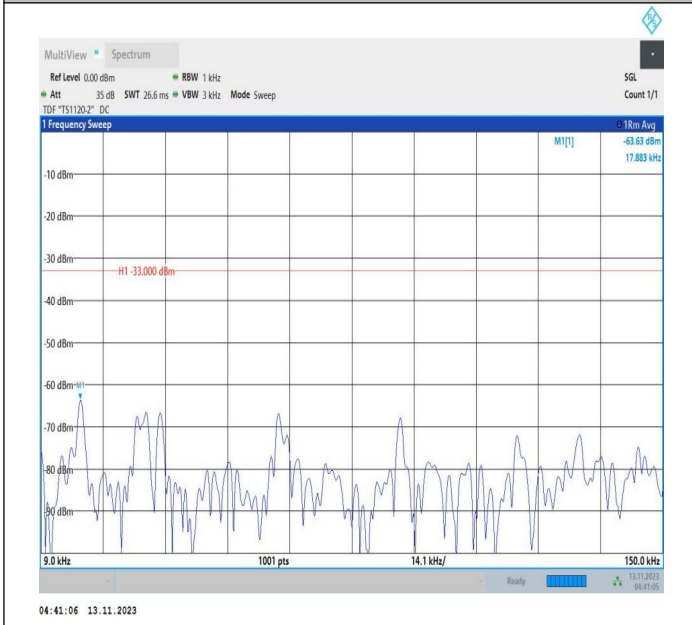 R&S
MultiView Spectrum
Ref Level 0.00 dBm RBW 1 kHz SGL
Att 35 dB SWT 26.6 ms VBW 3 kHz Mode Sweep Count 1/1
TDF "TS1120-2" DC
1 Frequency Sweep 1Rm Avg
M1[1] -63.63 dBm
17.883 kHz
-10 dBm
-20 dBm
-30 dBm
H1 -33.000 dBm
-40 dBm
-50 dBm
-60 dBm M1
-70 dBm
-80 dBm
-90 dBm
9.0 kHz 1001 pts 14.1 kHz/ 150.0 kHz
Ready 13.11.2023
04:41:05
04:41:06 13.11.2023